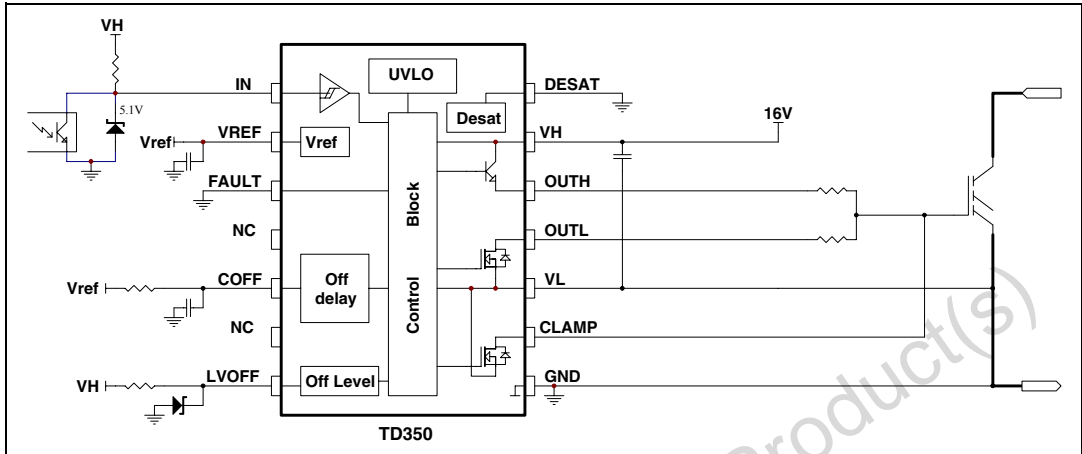 VH
IN
5.1V
Vref
VREF
FAULT
NC
Vref
COFF
NC
VH
LVOFF
UVLO
Vref
Off
delay
Off Level
Control Block
Desat
DESAT
VH
16V
OUTH
OUTL
VL
CLAMP
GND
TD350
Product(s)